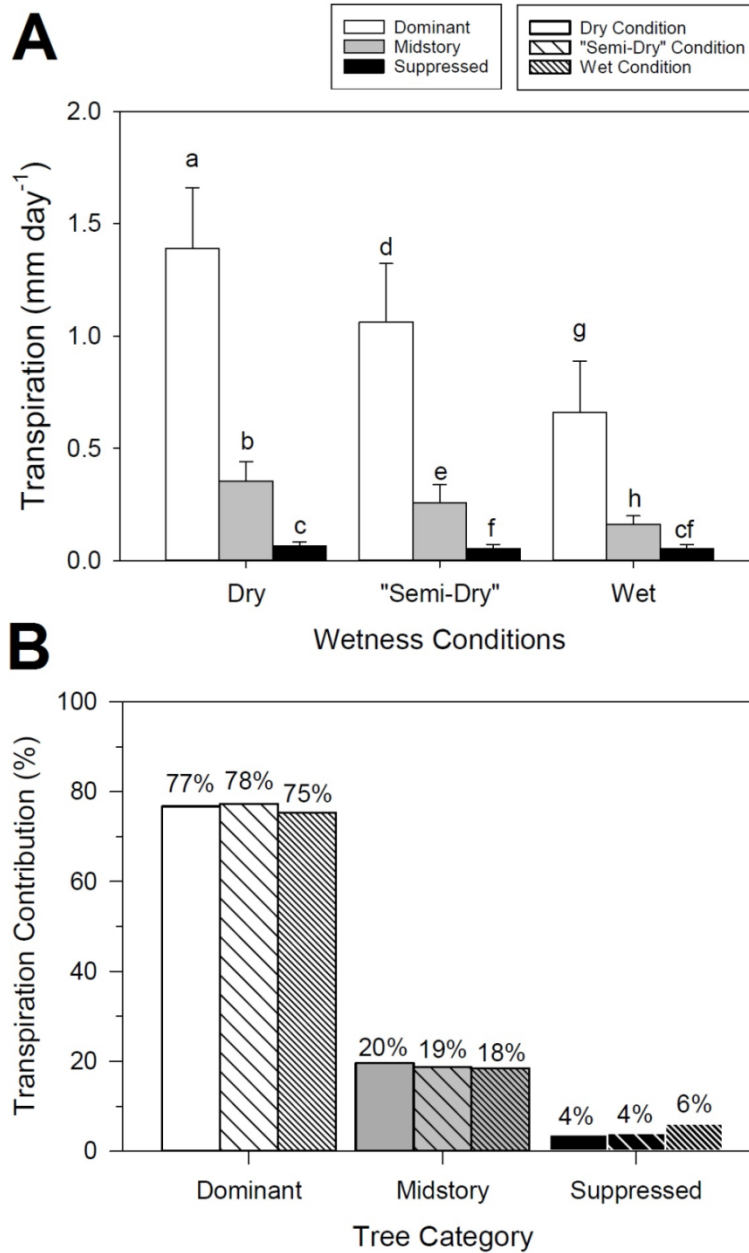 A
Dominant
Midstory
Suppressed
Dry Condition
"Semi-Dry" Condition
Wet Condition
Transpiration (mm day-1)
2.0
1.5
1.0
0.5
0.0
a
b
c
d
e
f
g
h
cf
Dry "Semi-Dry" Wet
Wetness Conditions
B
Transpiration Contribution (%)
100
80
60
40
20
0
77% 78% 75%
20% 19% 18%
4% 4% 6%
Dominant Midstory Suppressed
Tree Category